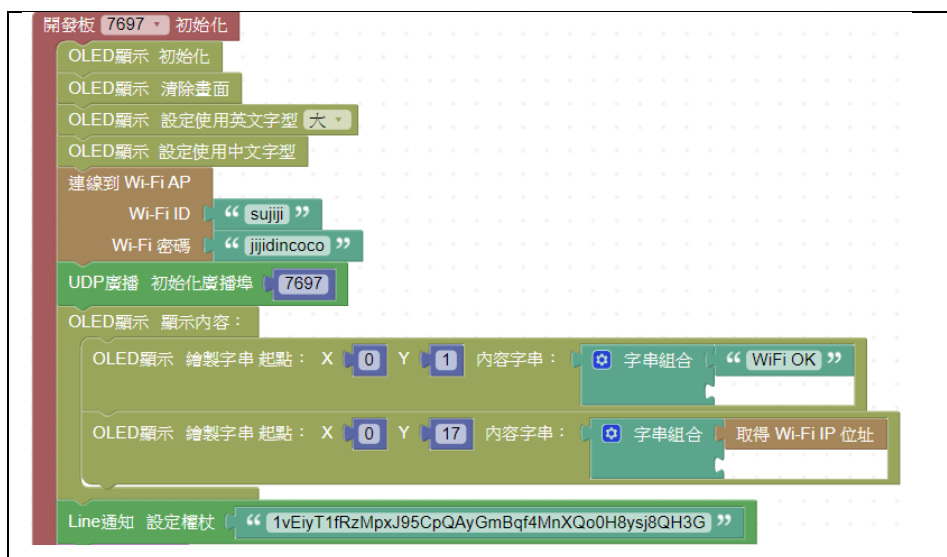 開發板 7697 初始化
OLED顯示 初始化
OLED顯示 清除畫面
OLED顯示 設定使用英文字型 大
OLED顯示 設定使用中文字型
連線到 Wi-Fi AP
Wi-Fi ID “ sujiji ”
Wi-Fi 密碼 “ jijidincoco ”
UDP廣播 初始化廣播埠 7697
OLED顯示 顯示內容：
OLED顯示 繪製字串 起點： X 0 Y 1 內容字串： 字串組合 “ WiFi OK ”
OLED顯示 繪製字串 起點： X 0 Y 17 內容字串： 字串組合 取得 Wi-Fi IP 位址
Line通知 設定權杖 “ 1vEiyT1fRzMpxJ95CpQAyGmBqf4MnXQo0H8ysj8QH3G ”